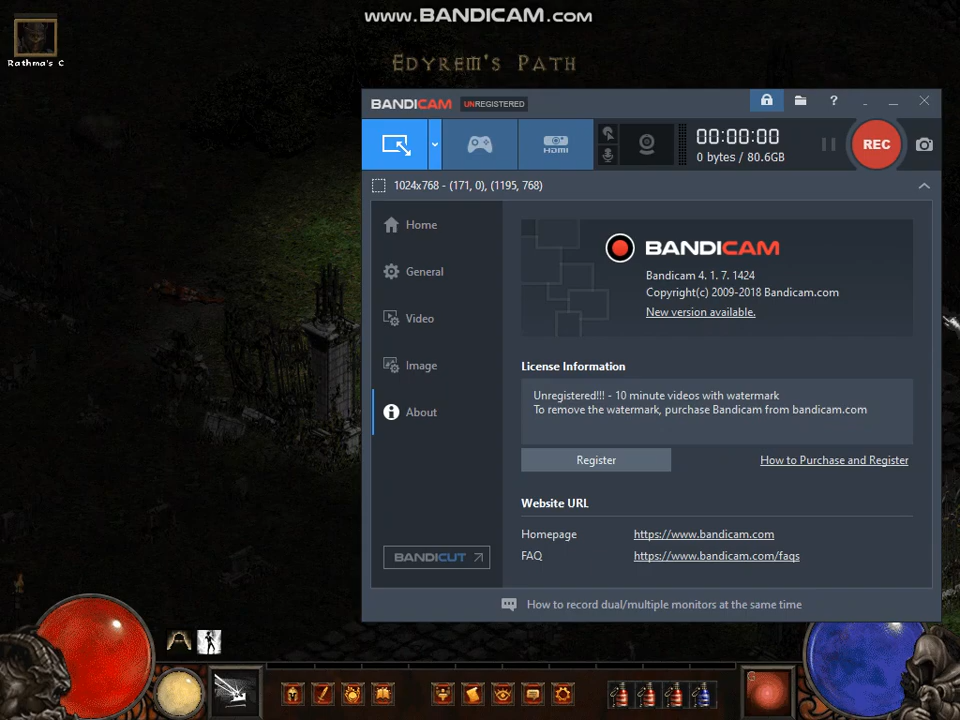 www.BANDICAM.com
Rathma's C
Edyrem's Path
BANDICAM UNREGISTERED
?
HDMI
00:00:00
0 bytes / 80.6GB
REC
1024x768 - (171, 0), (1195, 768)
Home
General
Video
Image
About
BANDICUT
BANDICAM
Bandicam 4. 1. 7. 1424
Copyright(c) 2009-2018 Bandicam.com
New version available.
License Information
Unregistered!!! - 10 minute videos with watermark
To remove the watermark, purchase Bandicam from bandicam.com
Register
How to Purchase and Register
Website URL
Homepage https://www.bandicam.com
FAQ https://www.bandicam.com/faqs
How to record dual/multiple monitors at the same time
G